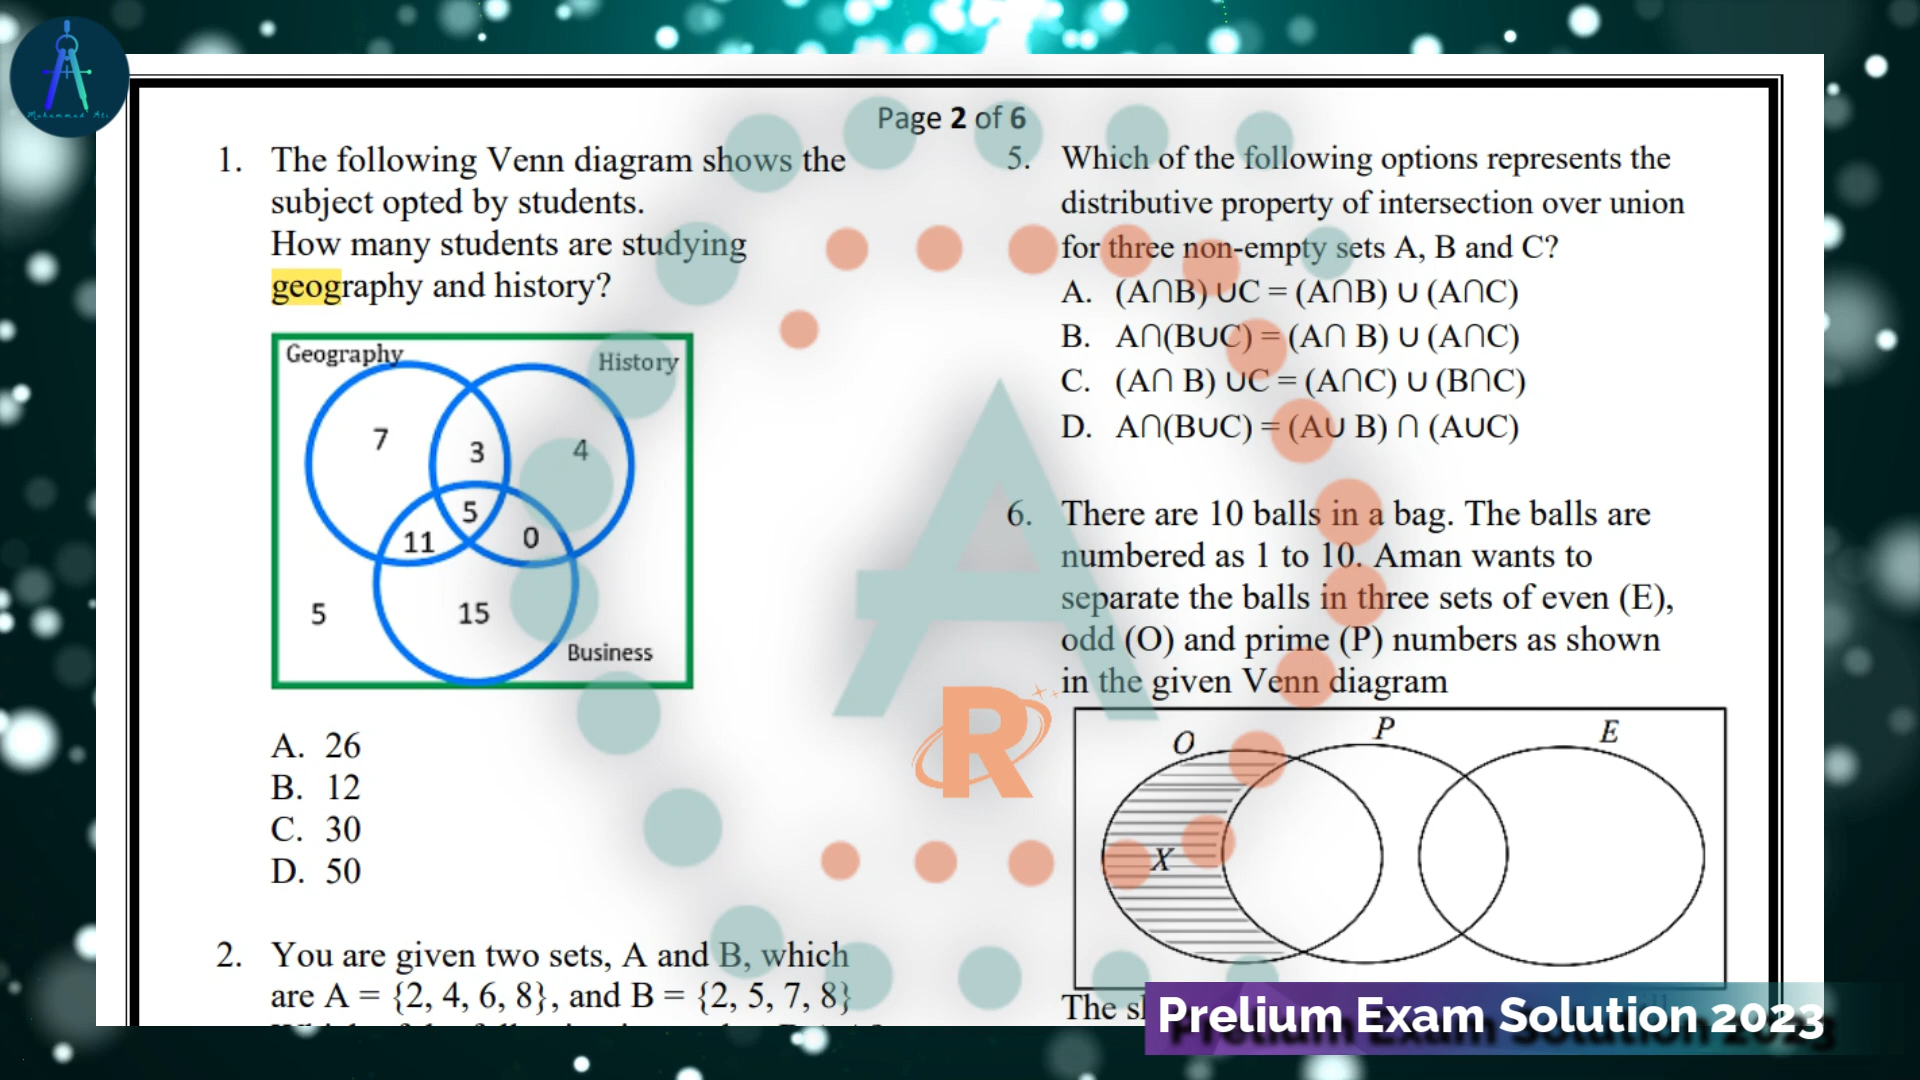 Muhammad Ali
Page 2 of 6
1. The following Venn diagram shows the
subject opted by students.
How many students are studying
geography and history?
Geography
History
7
3
4
5
11
0
5
15
Business
A. 26
B. 12
C. 30
D. 50
2. You are given two sets, A and B, which
are A = {2, 4, 6, 8}, and B = {2, 5, 7, 8}
5. Which of the following options represents the
distributive property of intersection over union
for three non-empty sets A, B and C?
A. (A∩B) ∪C = (A∩B) ∪ (A∩C)
B. A∩(B∪C) = (A∩ B) ∪ (A∩C)
C. (A∩ B) ∪C = (A∩C) ∪ (B∩C)
D. A∩(B∪C) = (A∪ B) ∩ (A∪C)
6. There are 10 balls in a bag. The balls are
numbered as 1 to 10. Aman wants to
separate the balls in three sets of even (E),
odd (O) and prime (P) numbers as shown
in the given Venn diagram
O
P
E
X
The
A
R
Prelium Exam Solution 2023